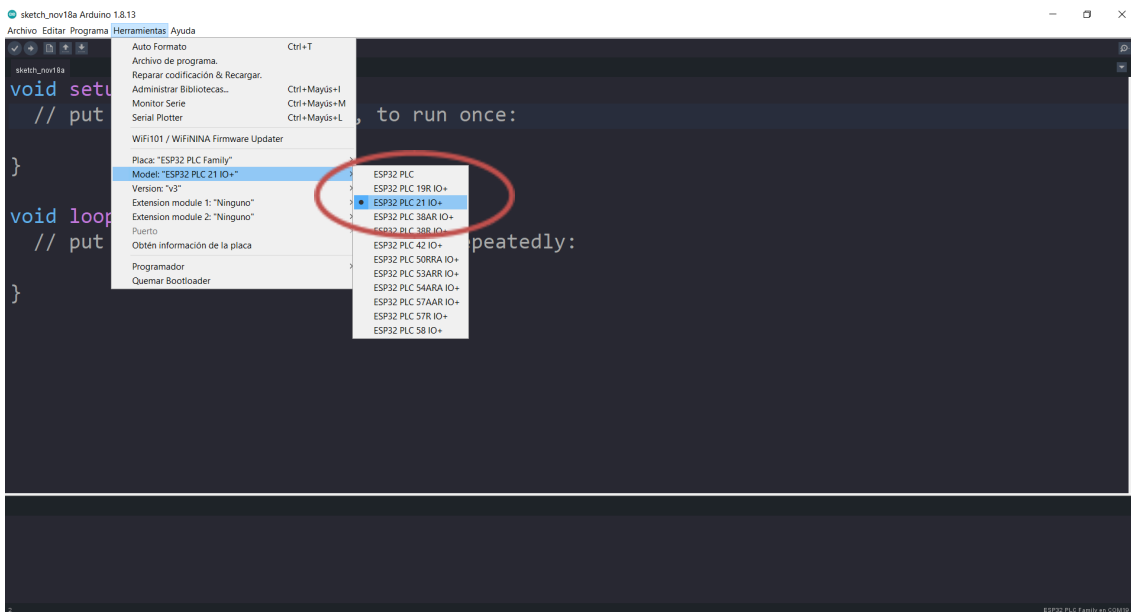 sketch_nov18a Arduino 1.8.13
Archivo Editar Programa Herramientas Ayuda
sketch_nov18a
void setu
// put , to run once:
}
void loop
// put epeatedly:
}
Auto Formato Ctrl+T
Archivo de programa.
Reparar codificación & Recargar.
Administrar Bibliotecas... Ctrl+Mayús+I
Monitor Serie Ctrl+Mayús+M
Serial Plotter Ctrl+Mayús+L
WiFi101 / WiFiNINA Firmware Updater
Placa: "ESP32 PLC Family"
Model: "ESP32 PLC 21 IO+"
Version: "v3"
Extension module 1: "Ninguno"
Extension module 2: "Ninguno"
Puerto
Obtén información de la placa
Programador
Quemar Bootloader
ESP32 PLC
ESP32 PLC 19R IO+
ESP32 PLC 21 IO+
ESP32 PLC 38AR IO+
ESP32 PLC 38R IO+
ESP32 PLC 42 IO+
ESP32 PLC 50RRA IO+
ESP32 PLC 53ARR IO+
ESP32 PLC 54ARA IO+
ESP32 PLC 57AAR IO+
ESP32 PLC 57R IO+
ESP32 PLC 58 IO+
2
ESP32 PLC Family en COM18